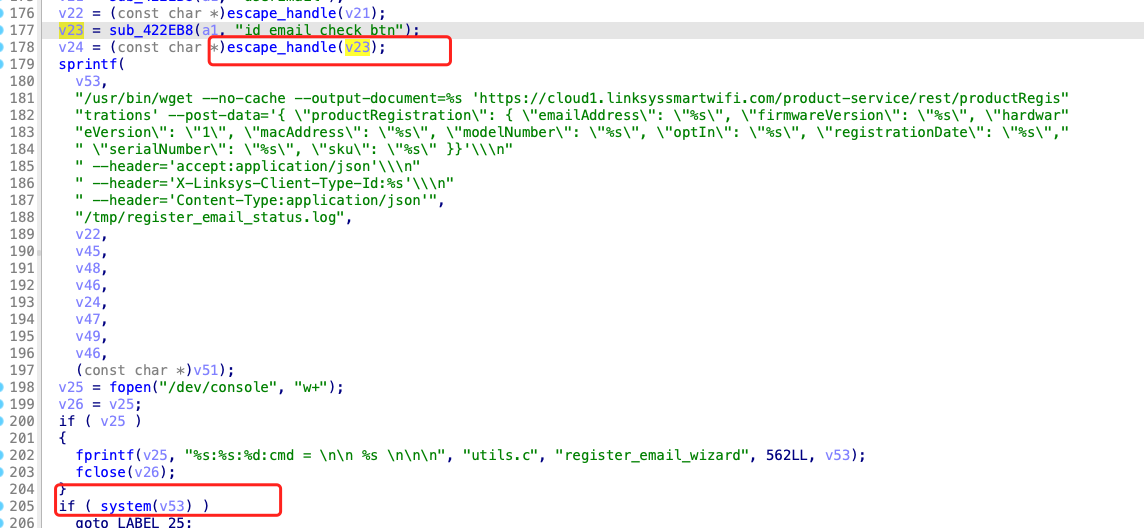 176 v22 = (const char *)escape_handle(v21);
177 v23 = sub_422EB8(a1, "id_email_check_btn");
178 v24 = (const char *)escape_handle(v23);
179 sprintf(
180 v53,
181 "/usr/bin/wget --no-cache --output-document=%s 'https://cloud1.linksyssmartwifi.com/product-service/rest/productRegis"
182 "trations' --post-data='{ \"productRegistration\": { \"emailAddress\": \"%s\", \"firmwareVersion\": \"%s\", \"hardwar"
183 "eVersion\": \"1\", \"macAddress\": \"%s\", \"modelNumber\": \"%s\", \"optIn\": \"%s\", \"registrationDate\": \"%s\","
184 " \"serialNumber\": \"%s\", \"sku\": \"%s\" }}'\\\n"
185 " --header='accept:application/json'\\\n"
186 " --header='X-Linksys-Client-Type-Id:%s'\\\n"
187 " --header='Content-Type:application/json'",
188 "/tmp/register_email_status.log",
189 v22,
190 v45,
191 v48,
192 v46,
193 v24,
194 v47,
195 v49,
196 v46,
197 (const char *)v51);
198 v25 = fopen("/dev/console", "w+");
199 v26 = v25;
200 if ( v25 )
201 {
202 fprintf(v25, "%s:%s:%d:cmd = \n\n %s \n\n\n", "utils.c", "register_email_wizard", 562LL, v53);
203 fclose(v26);
204 }
205 if ( system(v53) )
206 goto LABEL_25;